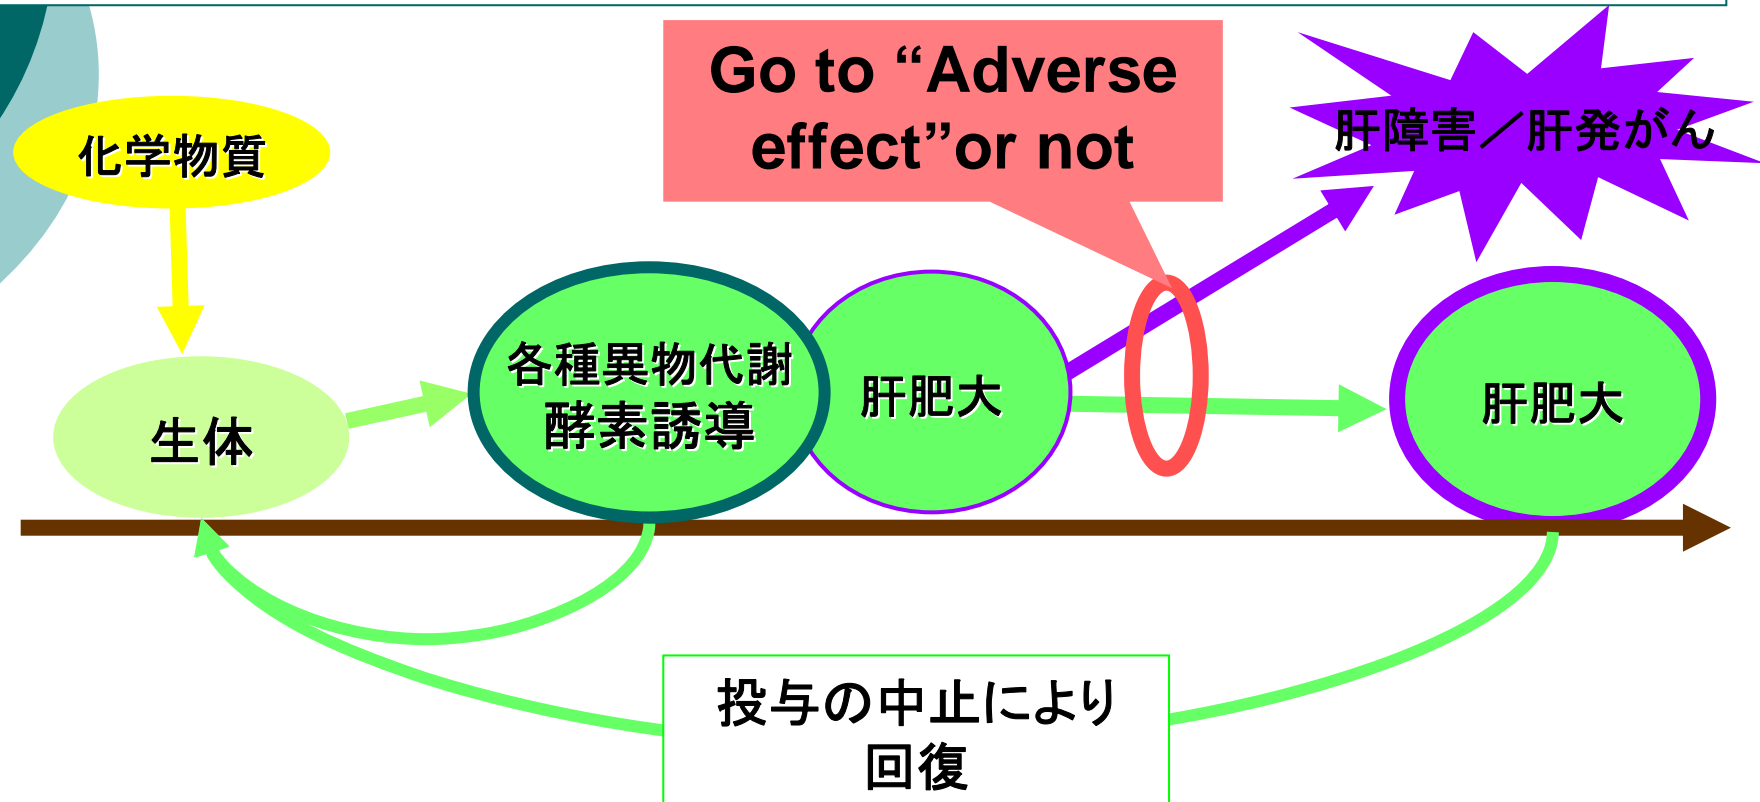 Go to “Adverse
effect”or not
肝障害／肝発がん
化学物質
各種異物代謝
酵素誘導
肝肥大
肝肥大
生体
投与の中止により
回復